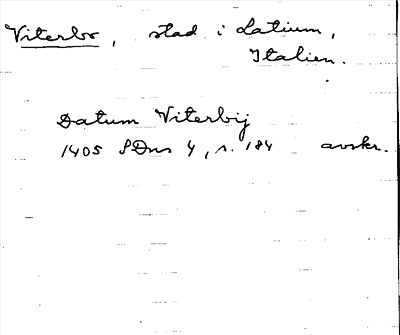 Viterbo, stad i Latium,
Italien.
Datum Viterbij
1405 SDns 4, s. 184 avskr.